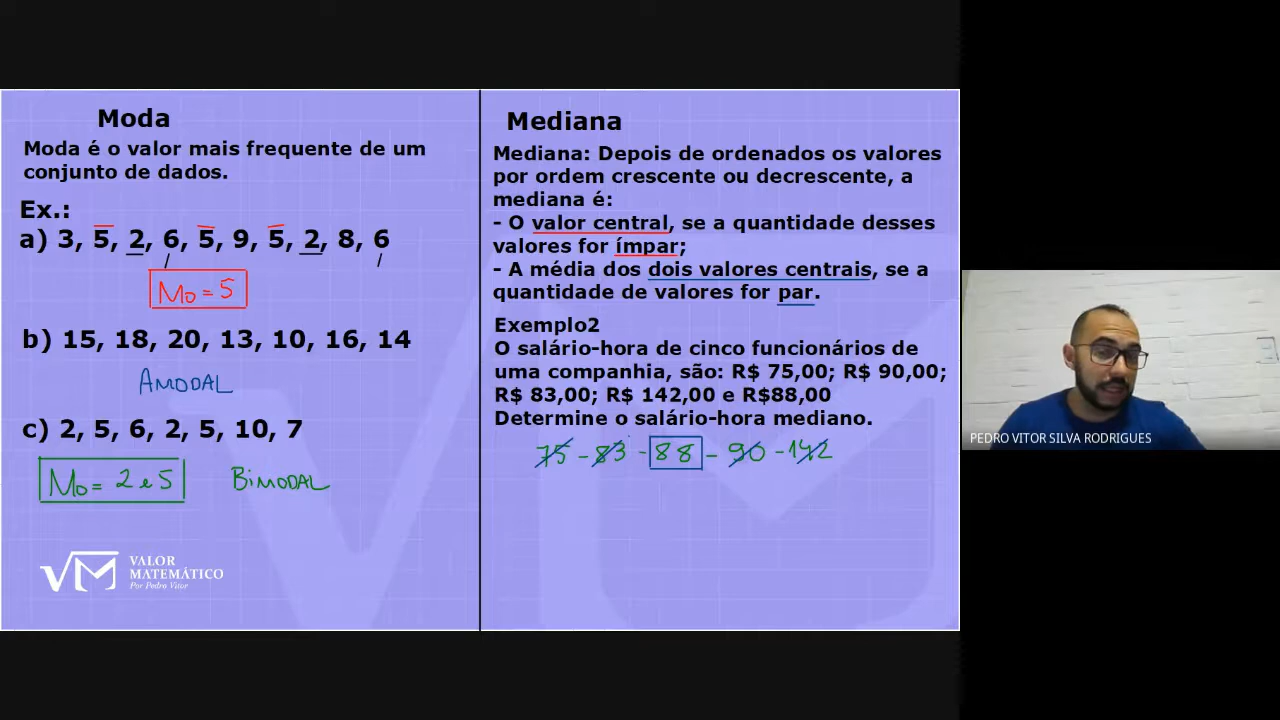 Moda
Moda é o valor mais frequente de um
conjunto de dados.
Ex.:
a) 3, 5, 2, 6, 5, 9, 5, 2, 8, 6
Mo = 5
b) 15, 18, 20, 13, 10, 16, 14
AMODAL
c) 2, 5, 6, 2, 5, 10, 7
Mo = 2 e 5 BiMODAL
VM VALOR
MATEMÁTICO
Por Pedro Vitor
Mediana
Mediana: Depois de ordenados os valores
por ordem crescente ou decrescente, a
mediana é:
- O valor central, se a quantidade desses
valores for ímpar;
- A média dos dois valores centrais, se a
quantidade de valores for par.
Exemplo2
O salário-hora de cinco funcionários de
uma companhia, são: R$ 75,00; R$ 90,00;
R$ 83,00; R$ 142,00 e R$88,00
Determine o salário-hora mediano.
75 - 83 - 88 - 90 - 142
PEDRO VITOR SILVA RODRIGUES